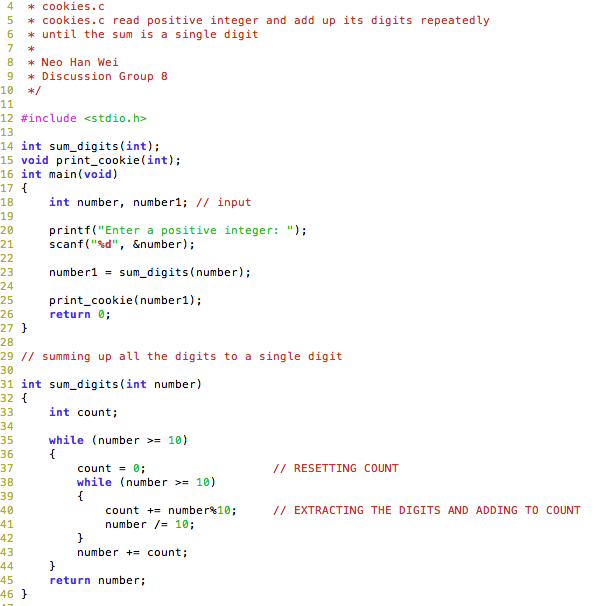 4 * cookies.c
5 * cookies.c read positive integer and add up its digits repeatedly
6 * until the sum is a single digit
7 *
8 * Neo Han Wei
9 * Discussion Group 8
10 */
11
12 #include <stdio.h>
13
14 int sum_digits(int);
15 void print_cookie(int);
16 int main(void)
17 {
18     int number, number1; // input
19
20     printf("Enter a positive integer: ");
21     scanf("%d", &number);
22
23     number1 = sum_digits(number);
24
25     print_cookie(number1);
26     return 0;
27 }
28
29 // summing up all the digits to a single digit
30
31 int sum_digits(int number)
32 {
33     int count;
34
35     while (number >= 10)
36     {
37         count = 0;                  // RESETTING COUNT
38         while (number >= 10)
39         {
40             count += number%10;     // EXTRACTING THE DIGITS AND ADDING TO COUNT
41             number /= 10;
42         }
43         number += count;
44     }
45     return number;
46 }